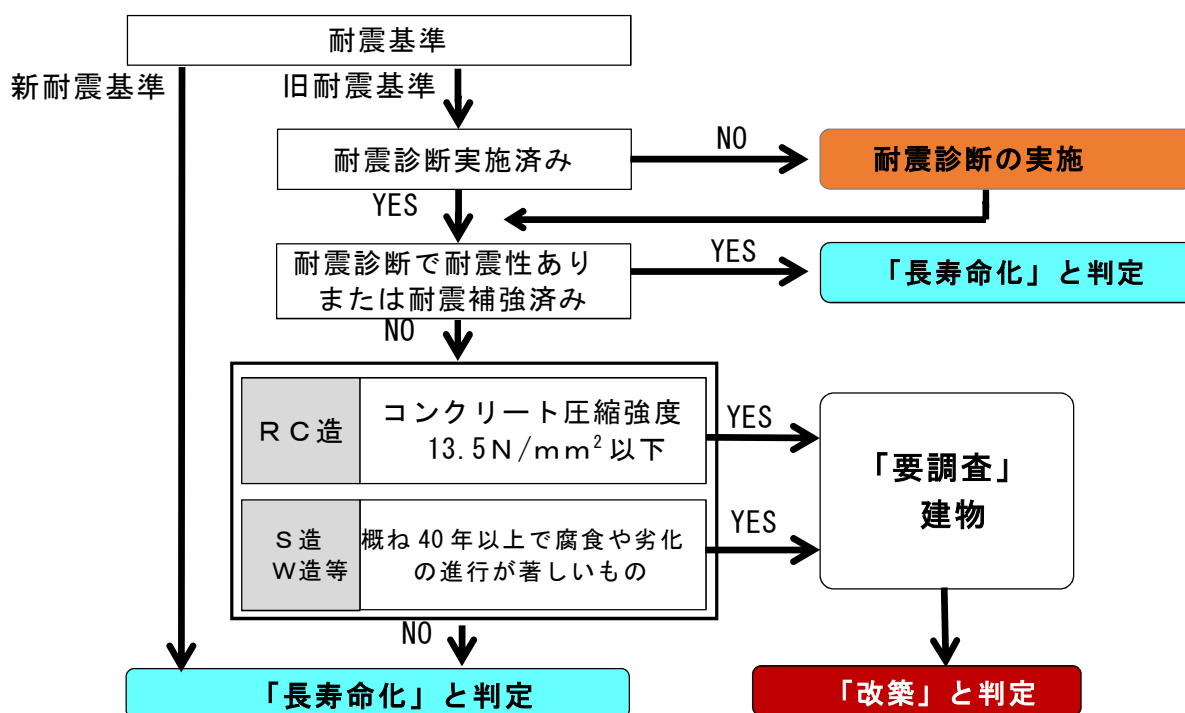 耐震基準
新耐震基準
旧耐震基準
耐震診断実施済み
NO
耐震診断の実施
YES
耐震診断で耐震性あり
または耐震補強済み
YES
「長寿命化」と判定
NO
RC造
コンクリート圧縮強度
13.5N/mm²以下
YES
「要調査」
建物
S造
W造等
概ね40年以上で腐食や劣化
の進行が著しいもの
YES
NO
「長寿命化」と判定
「改築」と判定